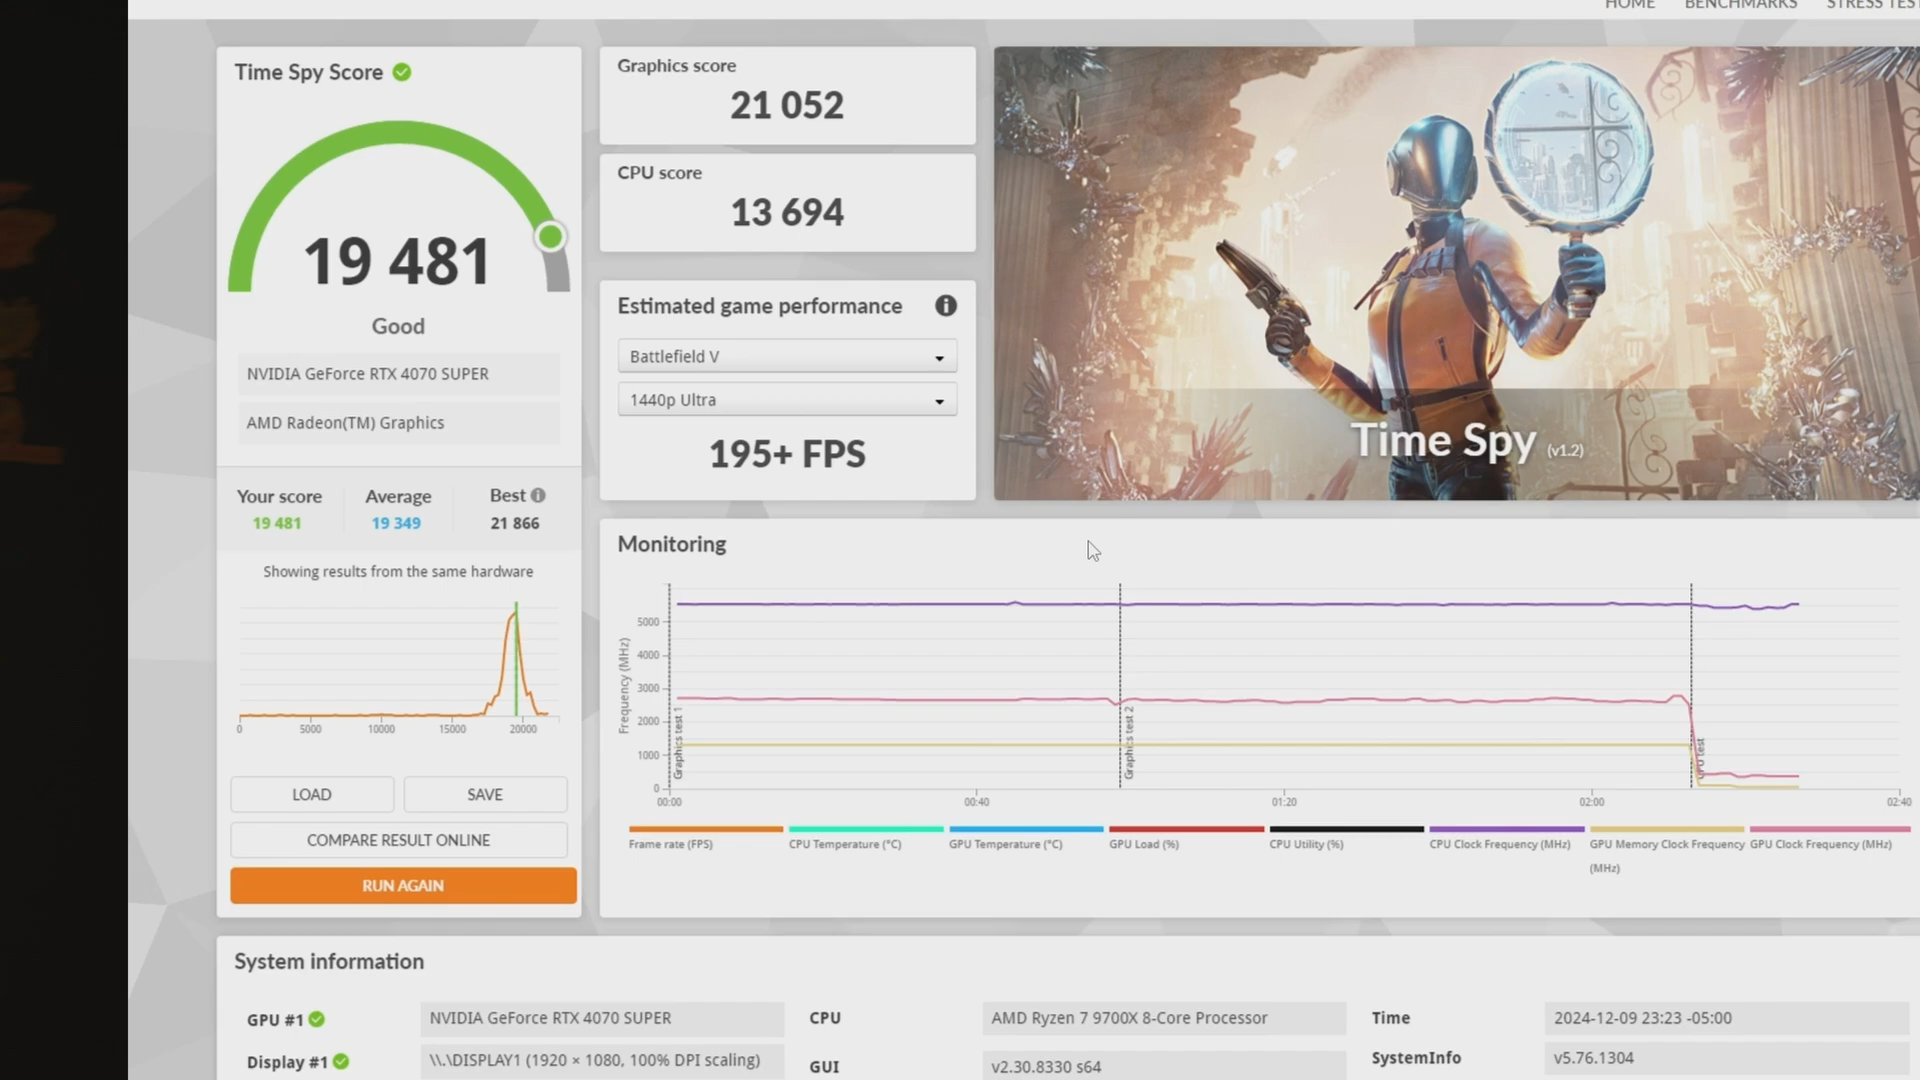 HOME BENCHMARKS STRESS TEST
Time Spy Score
19 481
Good
NVIDIA GeForce RTX 4070 SUPER
AMD Radeon(TM) Graphics
Your score Average Best
19 481 19 349 21 866
Showing results from the same hardware
0 5000 10000 15000 20000
LOAD SAVE
COMPARE RESULT ONLINE
RUN AGAIN
Graphics score
21 052
CPU score
13 694
Estimated game performance
Battlefield V
1440p Ultra
195+ FPS
Time Spy (v1.2)
Monitoring
Frequency (MHz)
5000
4000
3000
2000
1000
0
Graphics test 1
Graphics test 2
CPU test
00:00 00:40 01:20 02:00 02:40
Frame rate (FPS) CPU Temperature (°C) GPU Temperature (°C) GPU Load (%) CPU Utility (%) CPU Clock Frequency (MHz) GPU Memory Clock Frequency GPU Clock Frequency (MHz)
(MHz)
System information
GPU #1 NVIDIA GeForce RTX 4070 SUPER CPU AMD Ryzen 7 9700X 8-Core Processor Time 2024-12-09 23:23 -05:00
Display #1 \\.\DISPLAY1 (1920 × 1080, 100% DPI scaling) GUI v2.30.8330 s64 SystemInfo v5.76.1304